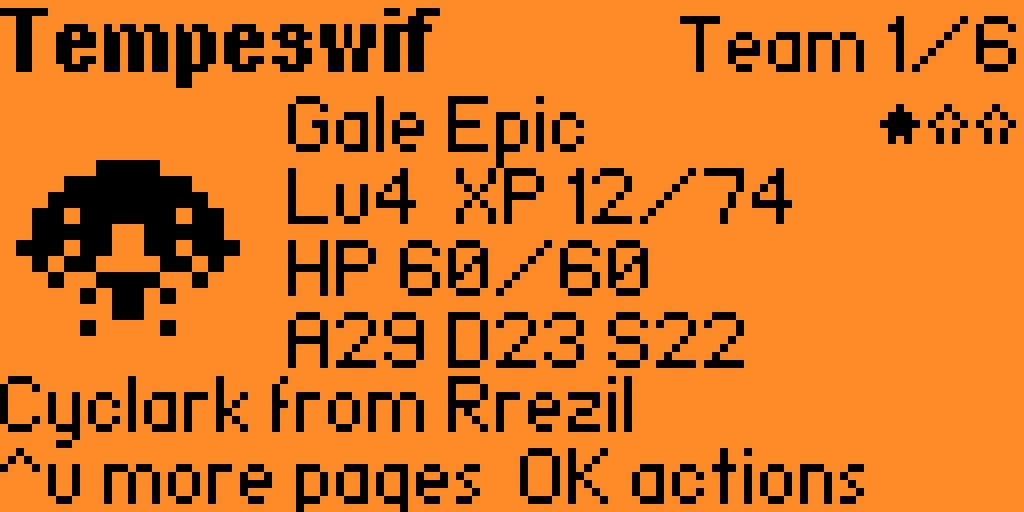 Tempeswif Team 1/6
Gale Epic
Lv4 XP 12/74
HP 60/60
A29 D23 S22
Cyclark from Rrezil
^v more pages OK actions